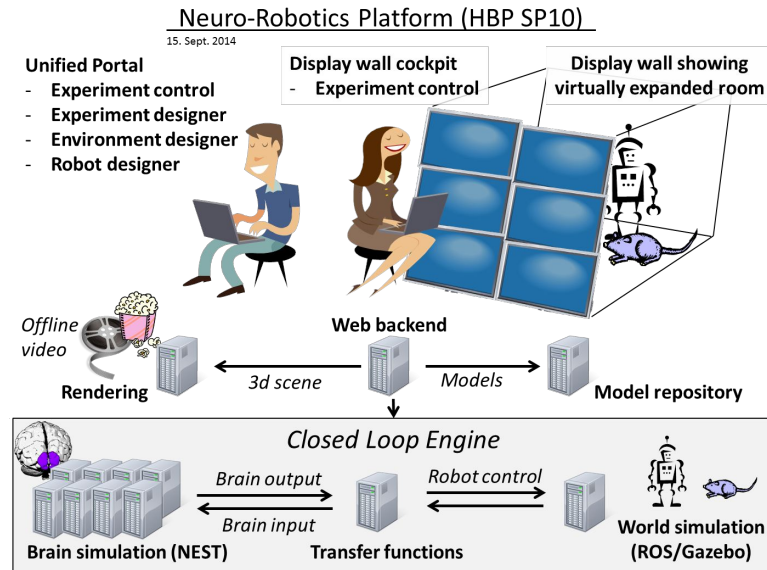 Neuro-Robotics Platform (HBP SP10)
15. Sept. 2014
Unified Portal
- Experiment control
- Experiment designer
- Environment designer
- Robot designer
Display wall cockpit
- Experiment control
Display wall showing
virtually expanded room
Offline
video
Web backend
Rendering
3d scene
Models
Model repository
Closed Loop Engine
Brain output
Robot control
Brain input
Brain simulation (NEST)
Transfer functions
World simulation
(ROS/Gazebo)